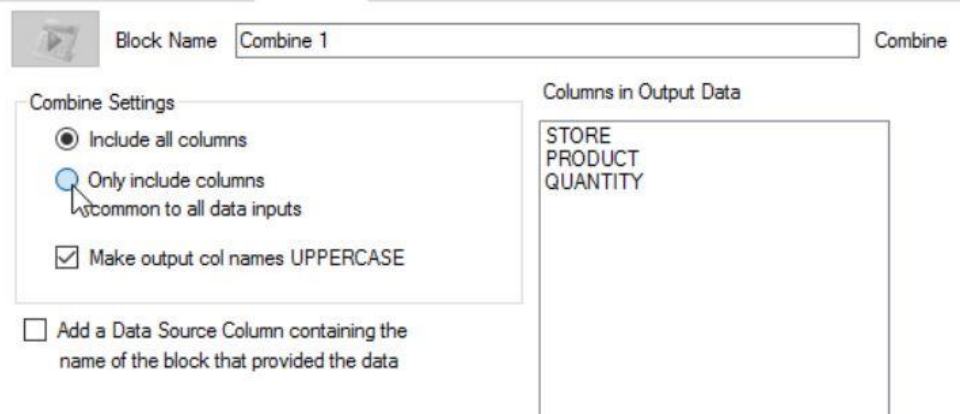 Block Name Combine 1 Combine
Combine Settings
Include all columns
Only include columns
common to all data inputs
Make output col names UPPERCASE
Add a Data Source Column containing the
name of the block that provided the data
Columns in Output Data
STORE
PRODUCT
QUANTITY